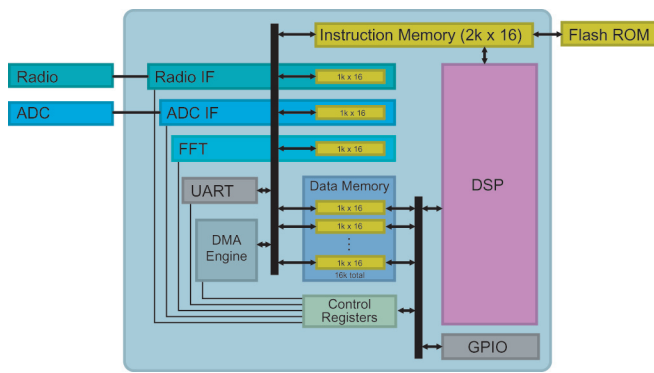 Instruction Memory (2k x 16)
Flash ROM
Radio
Radio IF
1k x 16
ADC
ADC IF
1k x 16
FFT
1k x 16
DSP
UART
Data Memory
1k x 16
1k x 16
DMA
Engine
1k x 16
16k total
Control
Registers
GPIO